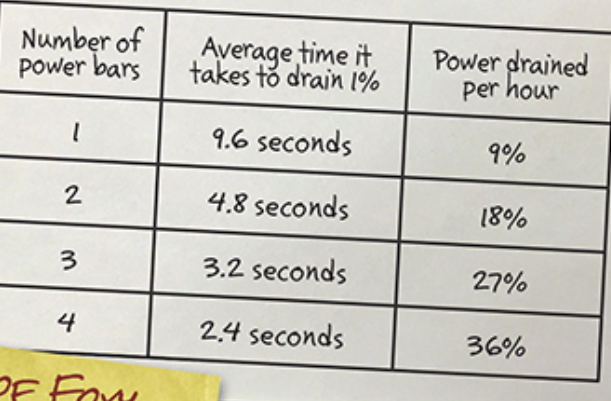 Number of
power bars
Average time it
takes to drain 1%
Power drained
per hour
1
9.6 seconds
9%
2
4.8 seconds
18%
3
3.2 seconds
27%
4
2.4 seconds
36%